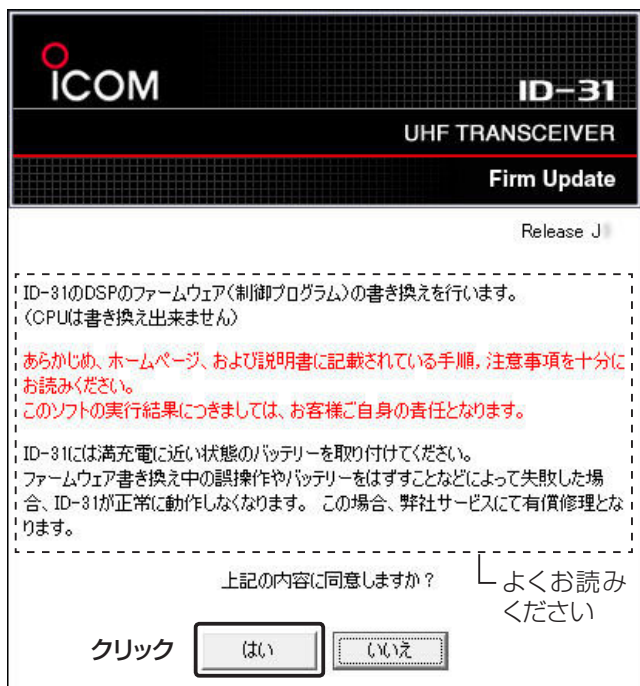 ICOM
ID-31
UHF TRANSCEIVER
Firm Update
Release J
ID-31のDSPのファームウェア(制御プログラム)の書き換えを行います。
(CPUは書き換え出来ません)
あらかじめ、ホームページ、および説明書に記載されている手順，注意事項を十分に
お読みください。
このソフトの実行結果につきましては、お客様ご自身の責任となります。
ID-31には満充電に近い状態のバッテリーを取り付けてください。
ファームウェア書き換え中の誤操作やバッテリーをはずすことなどによって失敗した場
合、ID-31が正常に動作しなくなります。 この場合、弊社サービスにて有償修理とな
ります。
上記の内容に同意しますか？
よくお読み
ください
クリック はい いいえ